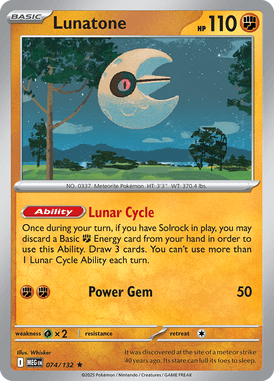 BASIC Lunatone HP 110
NO. 0337. Meteorite Pokémon HT: 3'3" WT: 370.4 lbs.
Ability Lunar Cycle
Once during your turn, if you have Solrock in play, you may
discard a Basic Energy card from your hand in order to
use this Ability. Draw 3 cards. You can't use more than
1 Lunar Cycle Ability each turn.
Power Gem 50
weakness ×2 resistance retreat
Illus. Whisker
MEG EN 074/132 ★
It was discovered at the site of a meteor strike
40 years ago. Its stare can lull its foes to sleep.
©2025 Pokémon/Nintendo/Creatures/GAME FREAK